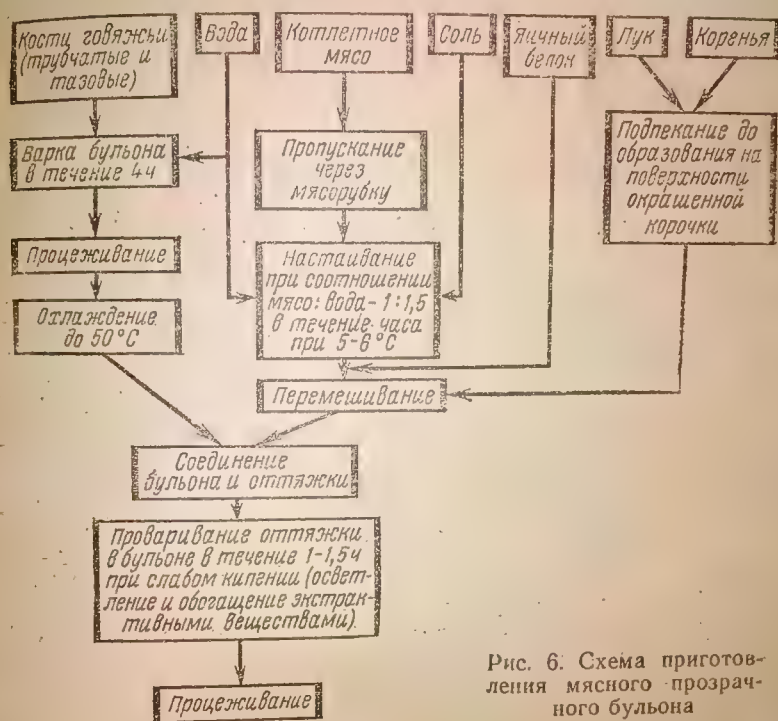 Кости говяжьи
(трубчатые и
тазовые)
Вода
Котлетное
мясо
Соль
Яичный
белок
Лук
Коренья
Варка бульона
в течение 4ч
Пропускание
через
мясорубку
Подпекание до
образования на
поверхности
окрашенной
корочки
Процеживание
Настаивание
при соотношении
мясо: вода - 1:1,5
в течение часа
при 5-6°С
Охлаждение
до 50°С
Перемешивание
Соединение
бульона и оттяжки
Проваривание оттяжки
в бульоне в течение 1-1,5ч
при слабом кипении (освет-
ление и обогащение экстрак-
тивными веществами)
Процеживание
Рис. 6. Схема приготов-
ления мясного прозрач-
ного бульона